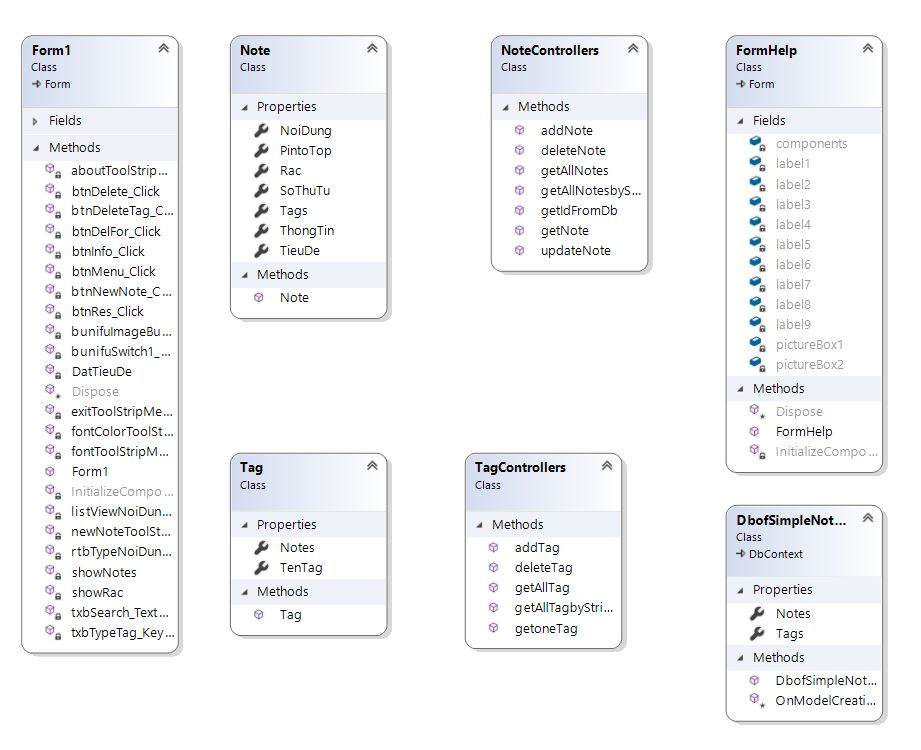 Form1
Class
Form
Fields
Methods
aboutToolStrip...
btnDelete_Click
btnDeleteTag_C...
btnDelFor_Click
btnInfo_Click
btnMenu_Click
btnNewNote_C...
btnRes_Click
bunifuImageBu...
bunifuSwitch1_...
DatTieuDe
Dispose
exitToolStripMe...
fontColorToolSt...
fontToolStripM...
Form1
InitializeCompo...
listViewNoiDun...
newNoteToolSt...
rtbTypeNoiDun...
showNotes
showRac
txbSearch_Text...
txbTypeTag_Key...
Note
Class
Properties
NoiDung
PintoTop
Rac
SoThuTu
Tags
ThongTin
TieuDe
Methods
Note
NoteControllers
Class
Methods
addNote
deleteNote
getAllNotes
getAllNotesbyS...
getIdFromDb
getNote
updateNote
FormHelp
Class
Form
Fields
components
label1
label2
label3
label4
label5
label6
label7
label8
label9
pictureBox1
pictureBox2
Methods
Dispose
FormHelp
InitializeCompo...
Tag
Class
Properties
Notes
TenTag
Methods
Tag
TagControllers
Class
Methods
addTag
deleteTag
getAllTag
getAllTagbyStri...
getoneTag
DbofSimpleNot...
Class
DbContext
Properties
Notes
Tags
Methods
DbofSimpleNot...
OnModelCreati...